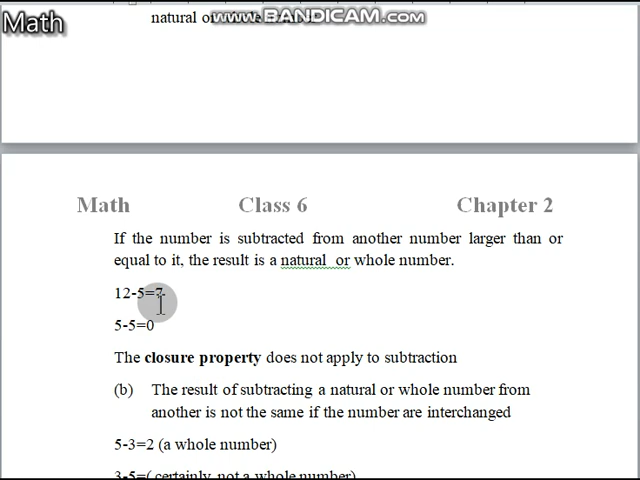 Math
www.BANDICAM.com
natural or whole
Math Class 6 Chapter 2
If the number is subtracted from another number larger than or
equal to it, the result is a natural or whole number.
12-5=7
5-5=0
The closure property does not apply to subtraction
(b) The result of subtracting a natural or whole number from
another is not the same if the number are interchanged
5-3=2 (a whole number)
3-5=( certainly not a whole number)